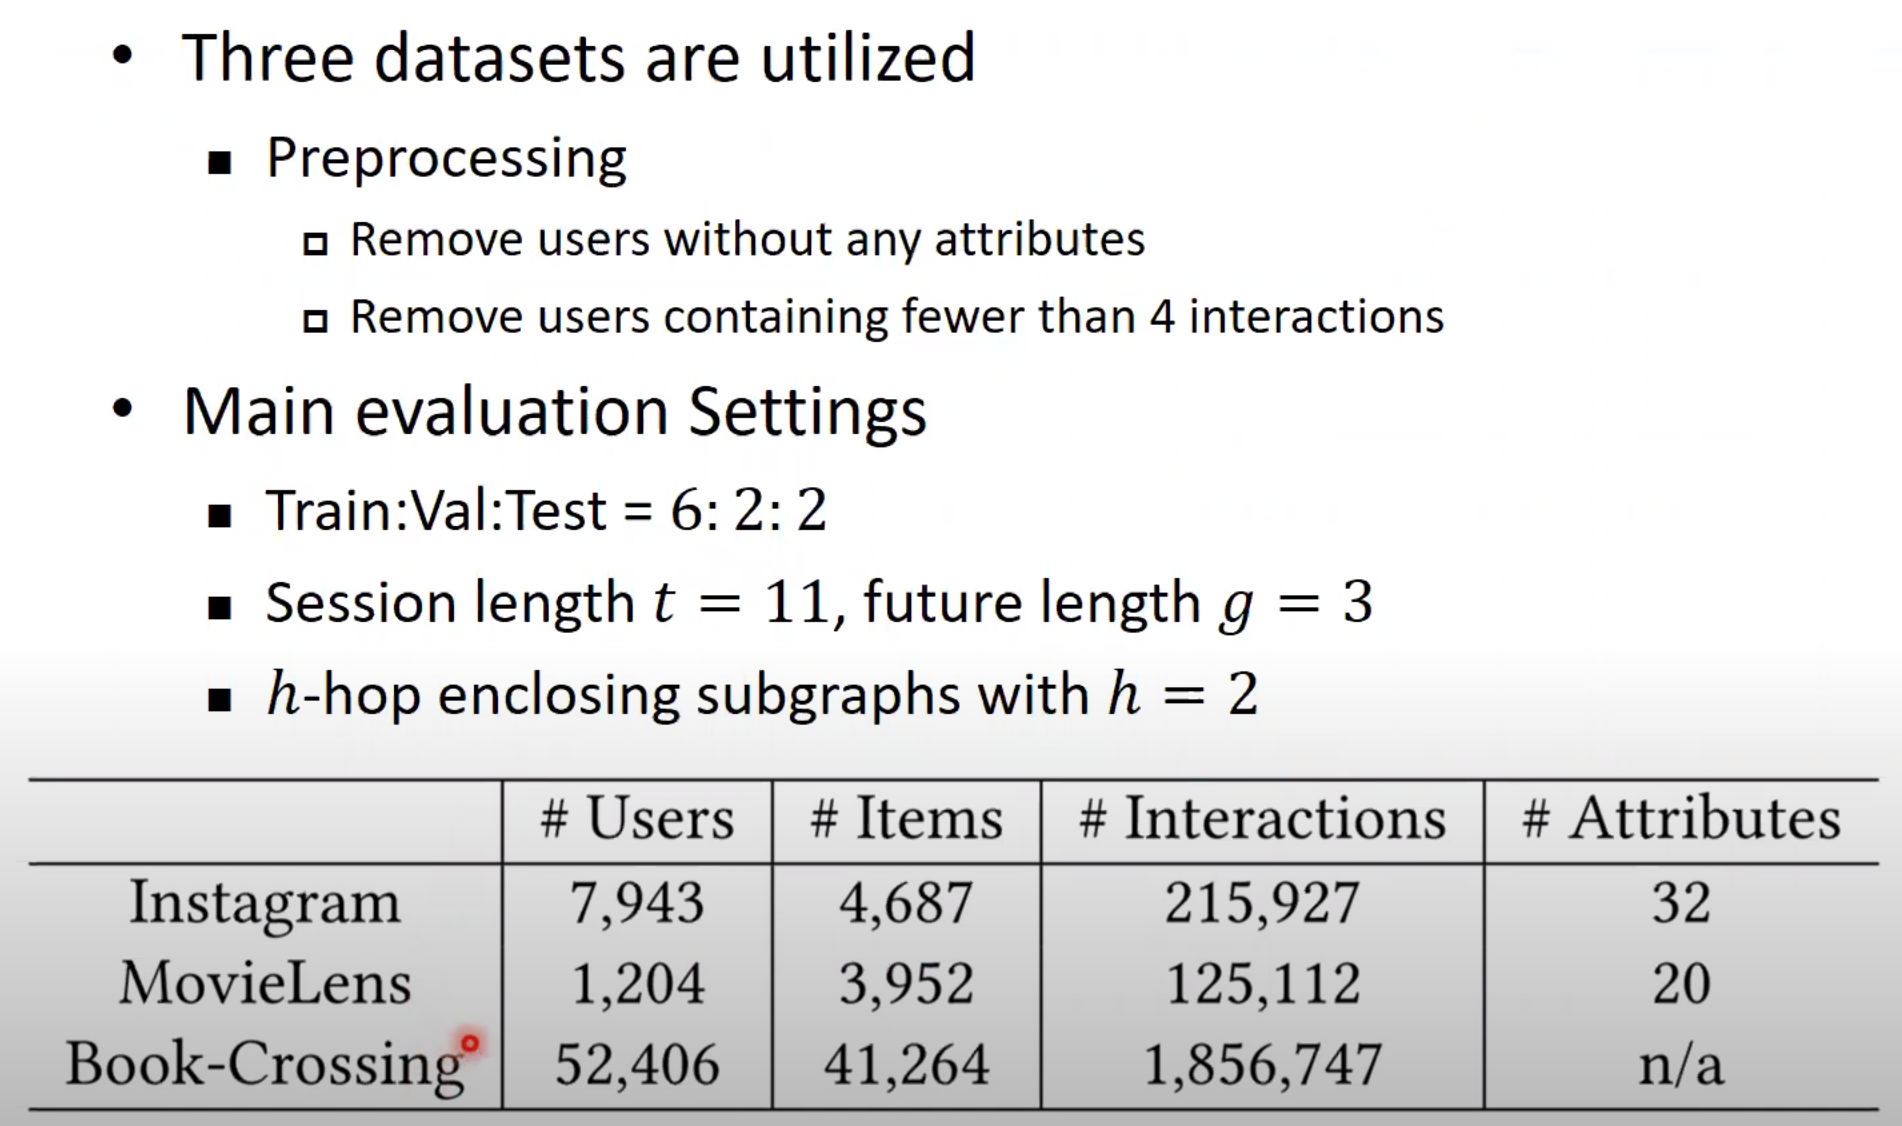 • Three datasets are utilized
▪ Preprocessing
▫ Remove users without any attributes
▫ Remove users containing fewer than 4 interactions
• Main evaluation Settings
▪ Train:Val:Test = 6: 2: 2
▪ Session length t = 11, future length g = 3
▪ h-hop enclosing subgraphs with h = 2
# Users # Items # Interactions # Attributes
Instagram 7,943 4,687 215,927 32
MovieLens 1,204 3,952 125,112 20
Book-Crossing 52,406 41,264 1,856,747 n/a